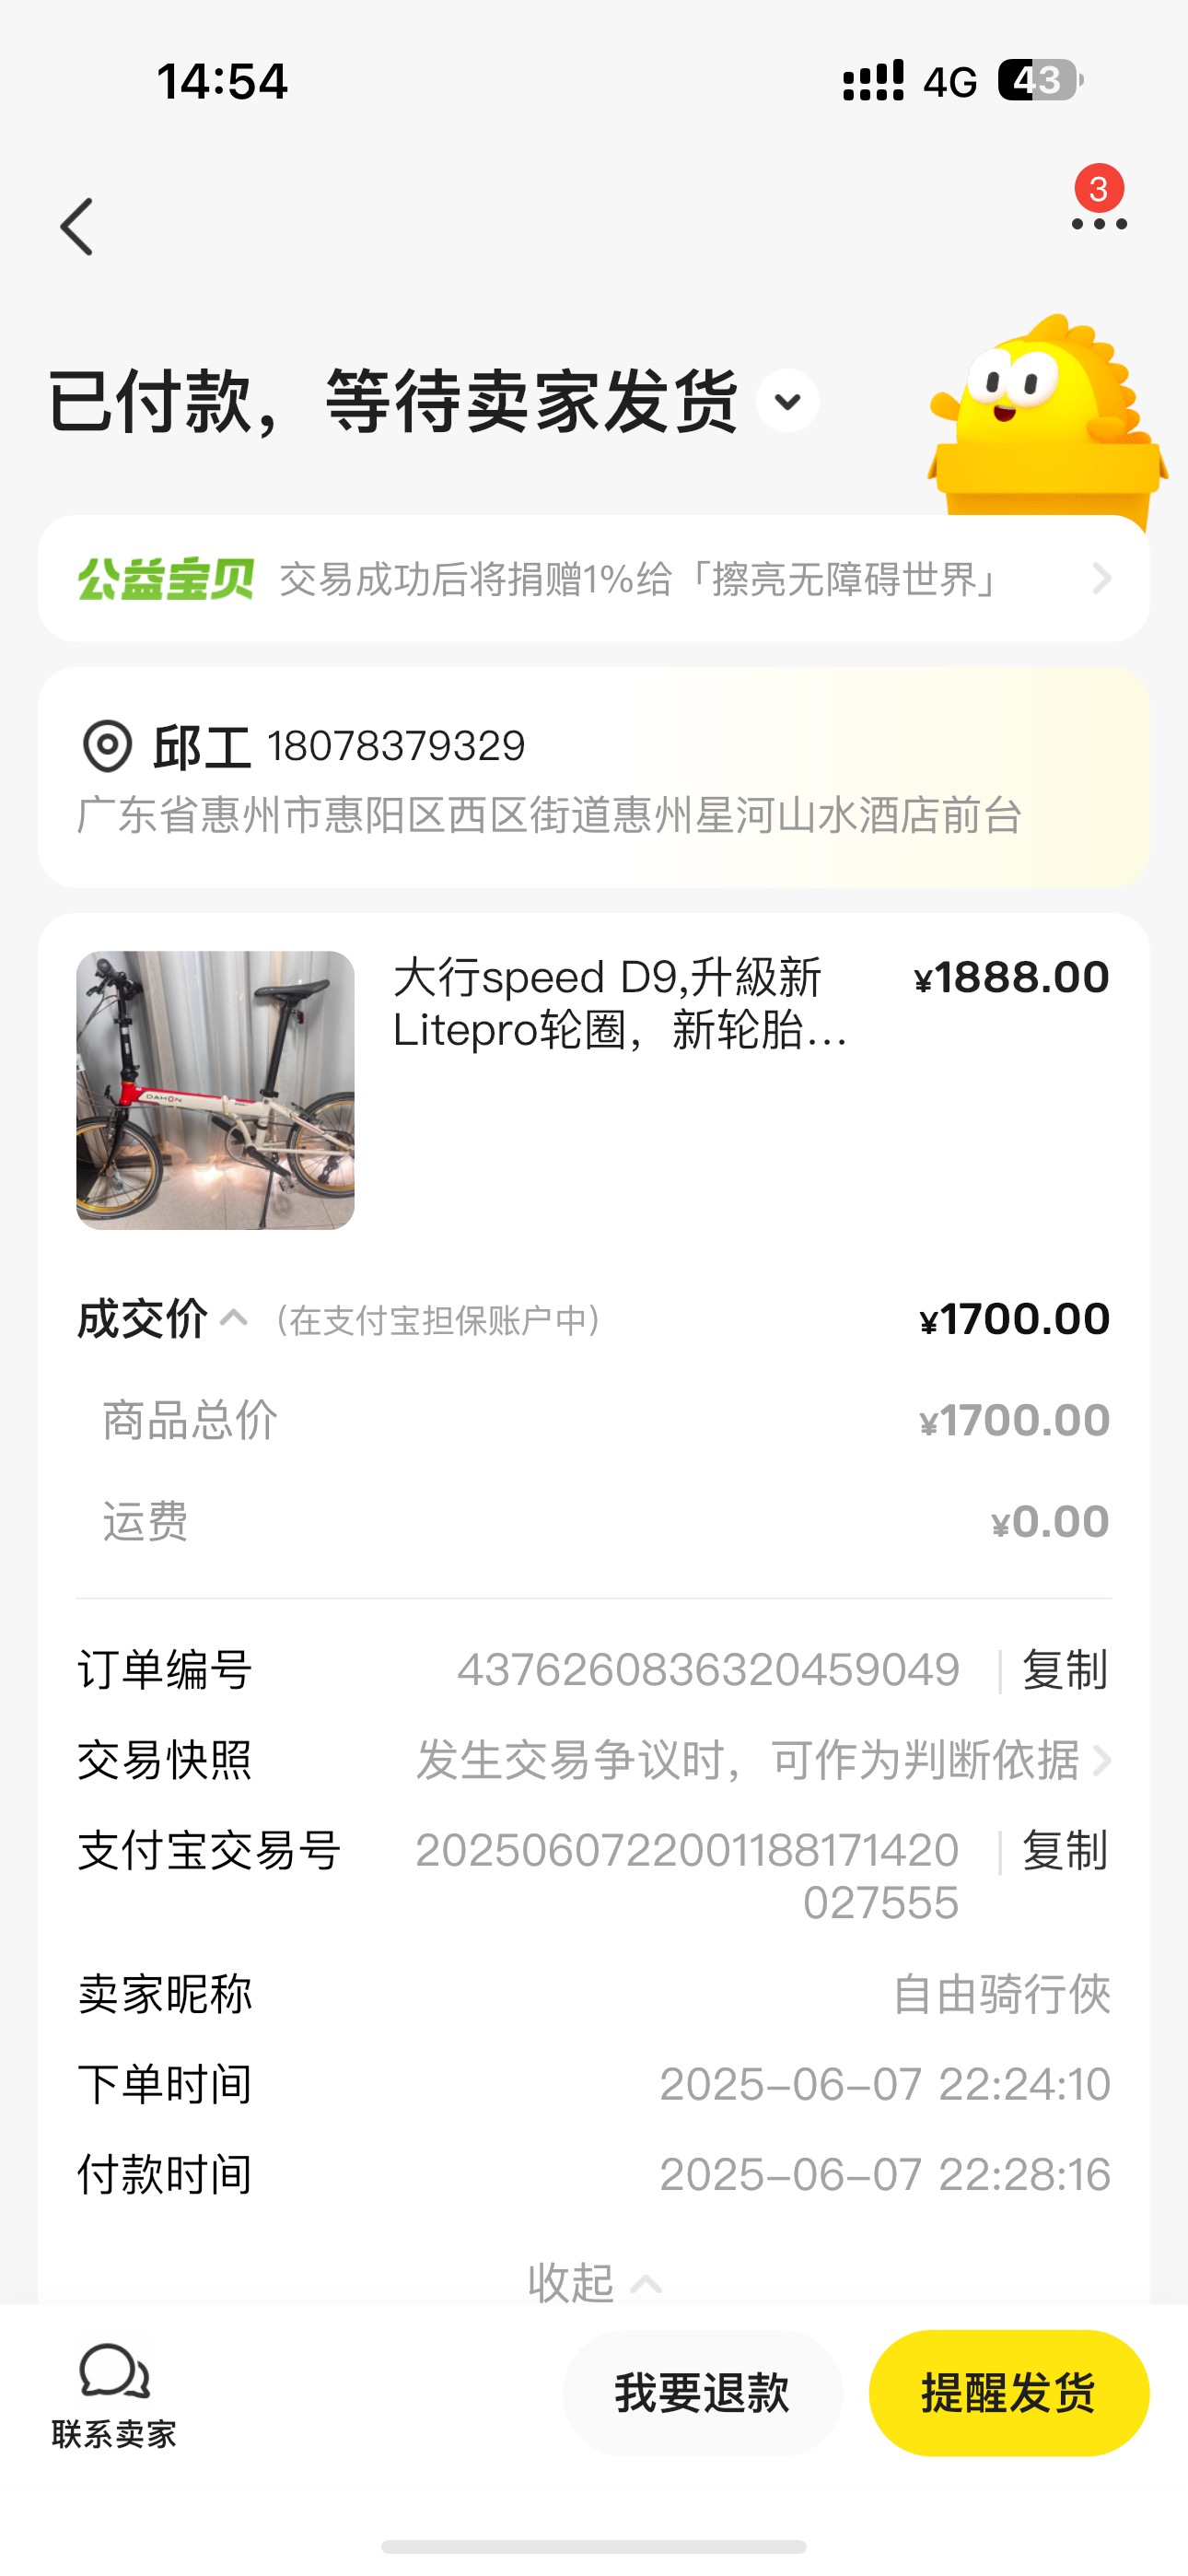 14:54
4G 43
3
已付款，等待卖家发货
公益宝贝 交易成功后将捐赠1%给「擦亮无障碍世界」
邱工 18078379329
广东省惠州市惠阳区西区街道惠州星河山水酒店前台
大行speed D9,升級新 ¥1888.00
Litepro轮圈，新轮胎...
DAHON
成交价 (在支付宝担保账户中) ¥1700.00
商品总价 ¥1700.00
运费 ¥0.00
订单编号 4376260836320459049 复制
交易快照 发生交易争议时，可作为判断依据
支付宝交易号 2025060722001188171420 复制
027555
卖家昵称 自由骑行俠
下单时间 2025-06-07 22:24:10
付款时间 2025-06-07 22:28:16
收起
联系卖家 我要退款 提醒发货